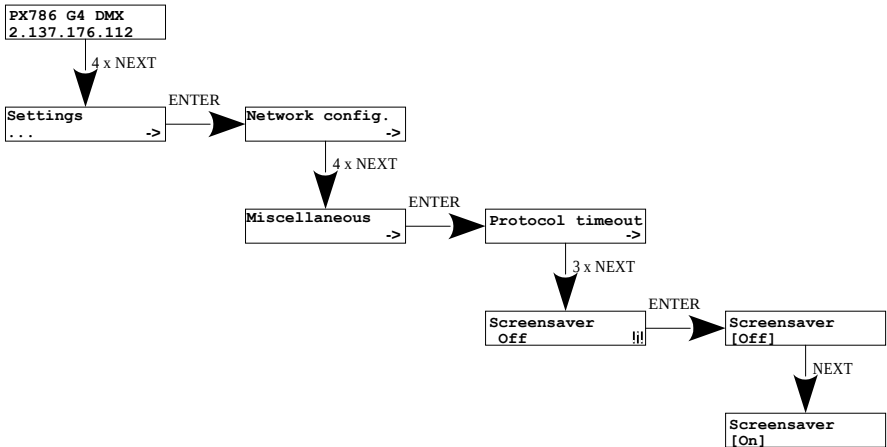 PX786 G4 DMX
2.137.176.112
4 x NEXT
Settings
... ->
ENTER
Network config.
->
4 x NEXT
Miscellaneous
->
ENTER
Protocol timeout
->
3 x NEXT
Screensaver
Off !i!
ENTER
Screensaver
[Off]
NEXT
Screensaver
[On]